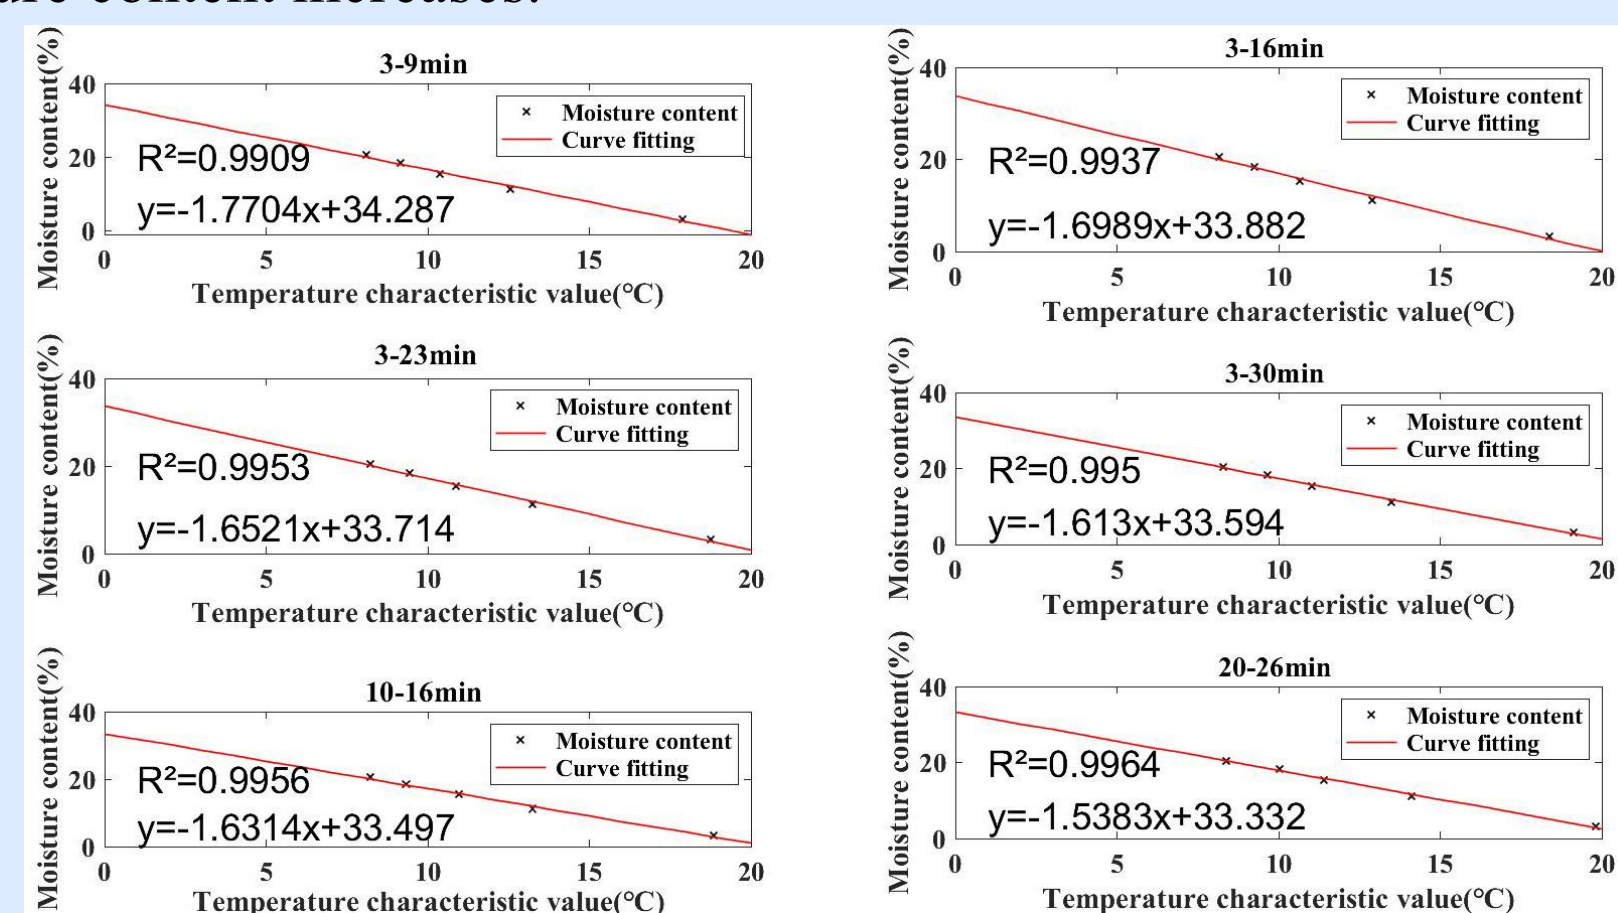 content increases.
3-9min
Moisture content(%)
40
20
0
Moisture content
Curve fitting
R²=0.9909
y=-1.7704x+34.287
0 5 10 15 20
Temperature characteristic value(°C)
3-16min
Moisture content(%)
40
20
0
Moisture content
Curve fitting
R²=0.9937
y=-1.6989x+33.882
0 5 10 15 20
Temperature characteristic value(°C)
3-23min
Moisture content(%)
40
20
0
Moisture content
Curve fitting
R²=0.9953
y=-1.6521x+33.714
0 5 10 15 20
Temperature characteristic value(°C)
3-30min
Moisture content(%)
40
20
0
Moisture content
Curve fitting
R²=0.995
y=-1.613x+33.594
0 5 10 15 20
Temperature characteristic value(°C)
10-16min
Moisture content(%)
40
20
0
Moisture content
Curve fitting
R²=0.9956
y=-1.6314x+33.497
0 5 10 15 20
Temperature characteristic value(°C)
20-26min
Moisture content(%)
40
20
0
Moisture content
Curve fitting
R²=0.9964
y=-1.5383x+33.332
0 5 10 15 20
Temperature characteristic value(°C)